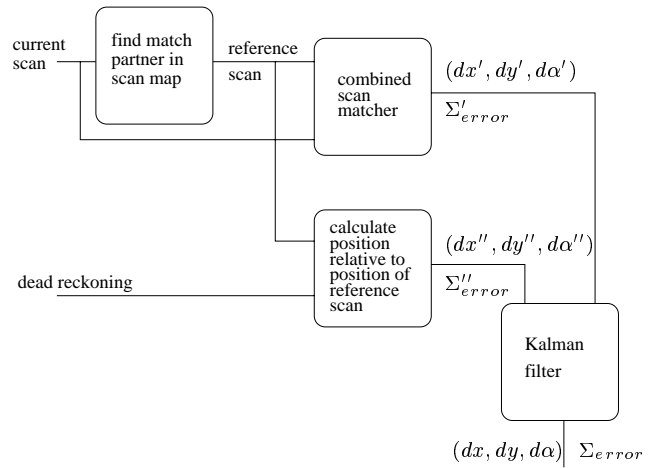 current
scan
find match
partner in
scan map
reference
scan
combined
scan
matcher
(dx′, dy′, dα′)
Σ′error
calculate
position
relative to
position of
reference
scan
(dx′′, dy′′, dα′′)
Σ′′error
dead reckoning
Kalman
filter
(dx, dy, dα) Σerror